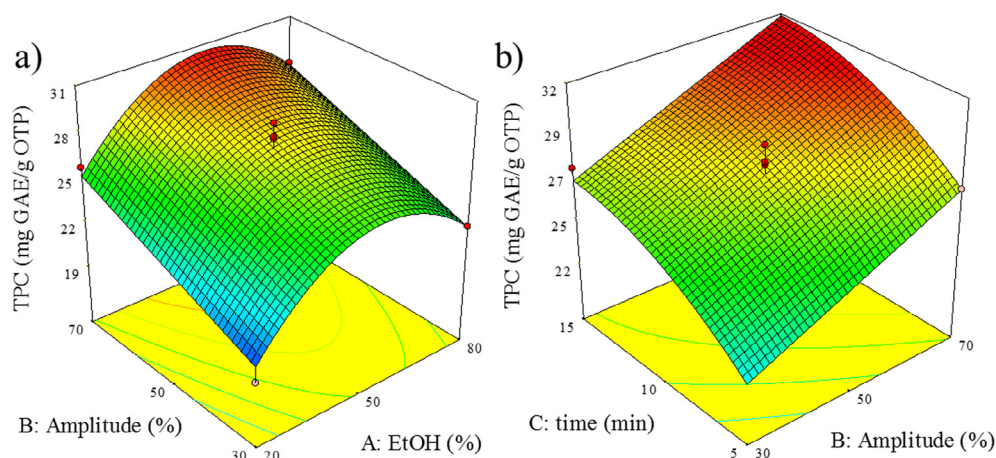 a)
TPC (mg GAE/g OTP)
31
28
25
22
19
70
50
30
B: Amplitude (%)
20
50
80
A: EtOH (%)
b)
TPC (mg GAE/g OTP)
32
29
27
25
22
15
10
5
C: time (min)
30
50
70
B: Amplitude (%)